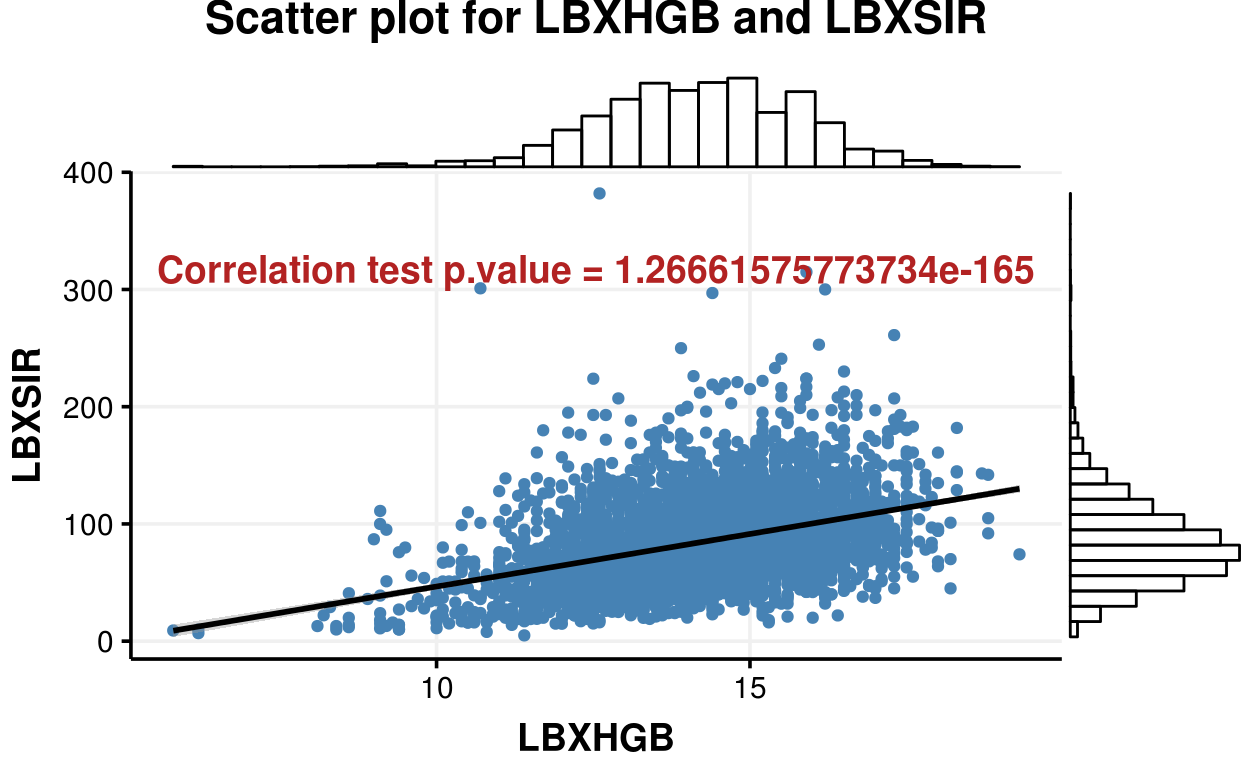 Scatter plot for LBXHGB and LBXSIR
400
Correlation test p.value = 1.26661575773734e-165
300
LBXSIR
200
100
0
10 15
LBXHGB